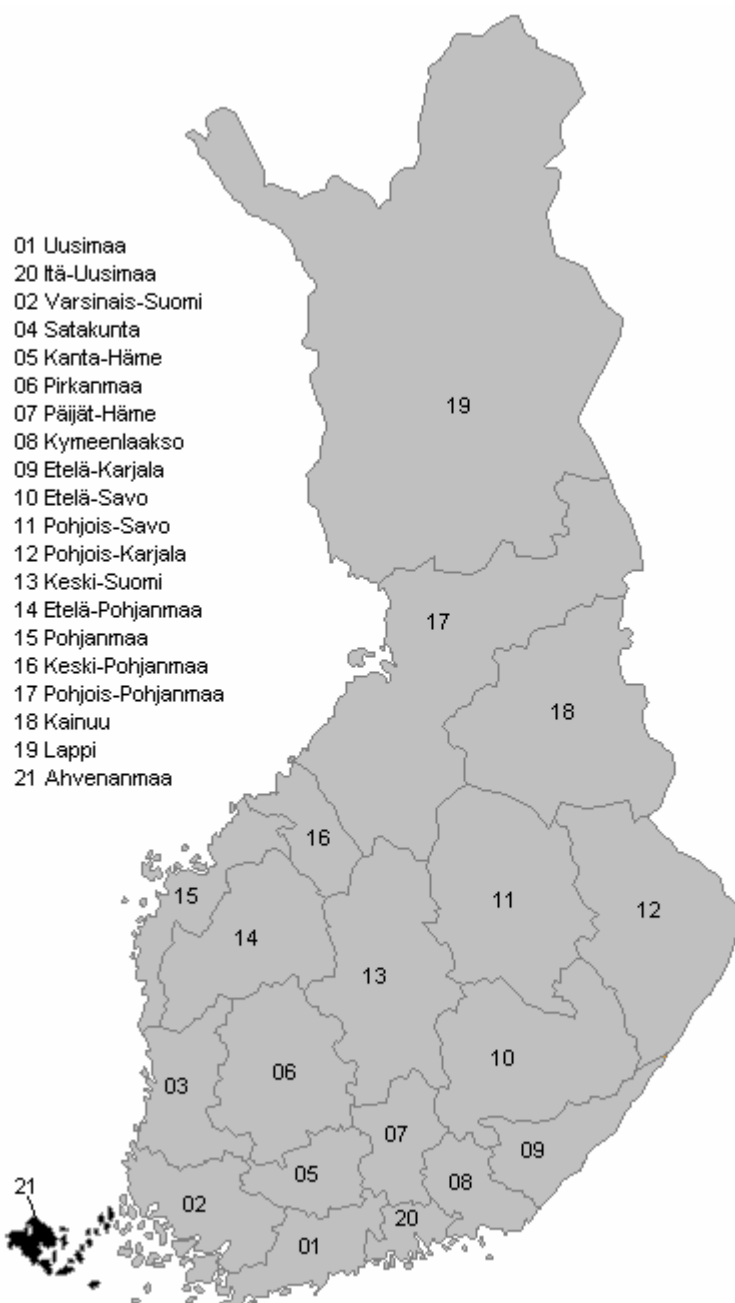 01 Uusimaa
20 Itä-Uusimaa
02 Varsinais-Suomi
04 Satakunta
05 Kanta-Häme
06 Pirkanmaa
07 Päijät-Häme
08 Kymeenlaakso
09 Etelä-Karjala
10 Etelä-Savo
11 Pohjois-Savo
12 Pohjois-Karjala
13 Keski-Suomi
14 Etelä-Pohjanmaa
15 Pohjanmaa
16 Keski-Pohjanmaa
17 Pohjois-Pohjanmaa
18 Kainuu
19 Lappi
21 Ahvenanmaa
19
17
18
16
15
11
12
14
13
10
06
03
07
09
05
08
21
02
20
01